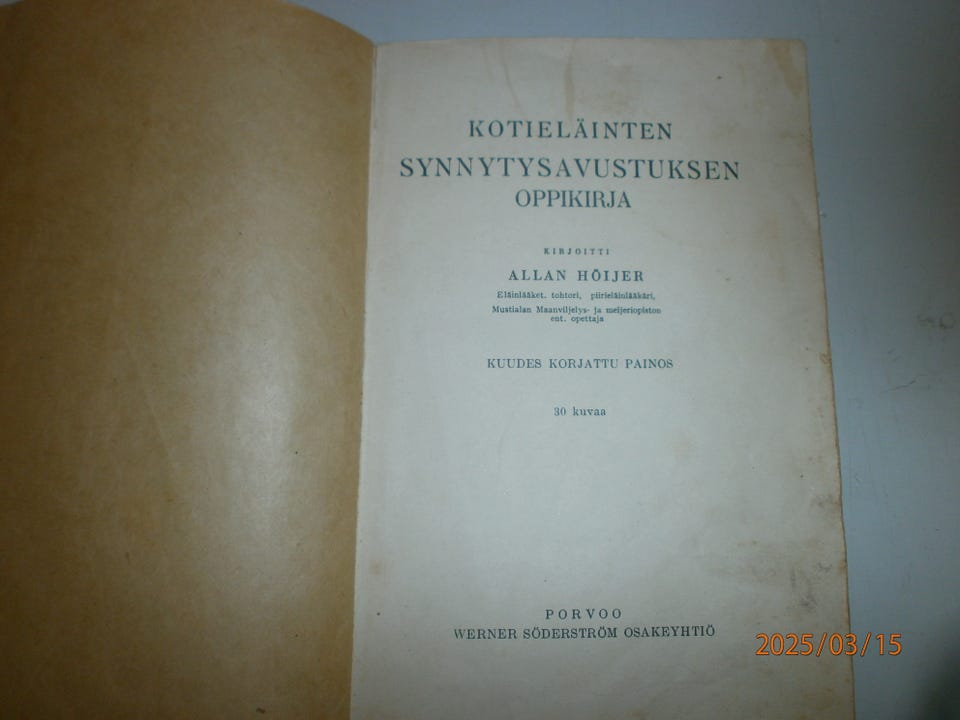 KOTIELÄINTEN
SYNNYTYSAVUSTUKSEN
OPPIKIRJA
KIRJOITTI
ALLAN HÖIJER
Eläinlääket. tohtori, piirieläinlääkäri,
Mustialan Maanviljelys- ja meijeriopiston
ent. opettaja
KUUDES KORJATTU PAINOS
30 kuvaa
PORVOO
WERNER SÖDERSTRÖM OSAKEYHTIÖ
2025/03/15